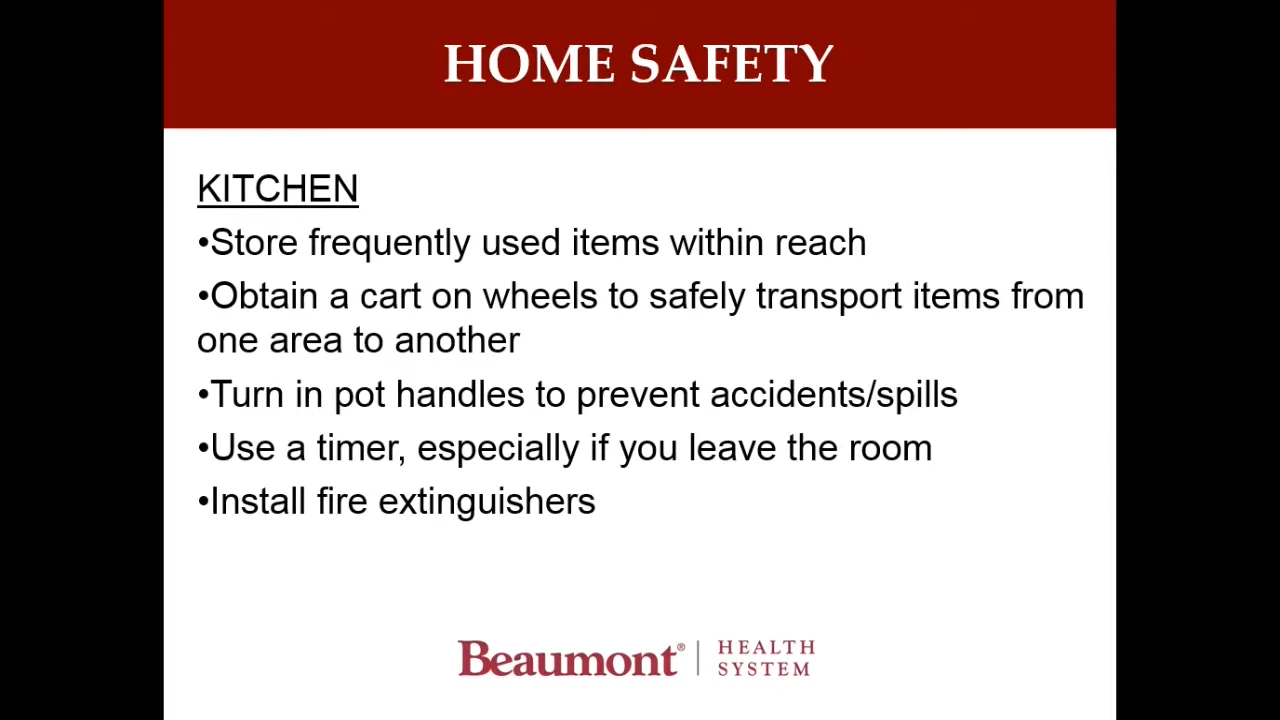 HOME SAFETY
KITCHEN
•Store frequently used items within reach
•Obtain a cart on wheels to safely transport items from
one area to another
•Turn in pot handles to prevent accidents/spills
•Use a timer, especially if you leave the room
•Install fire extinguishers
Beaumont® | HEALTH
SYSTEM